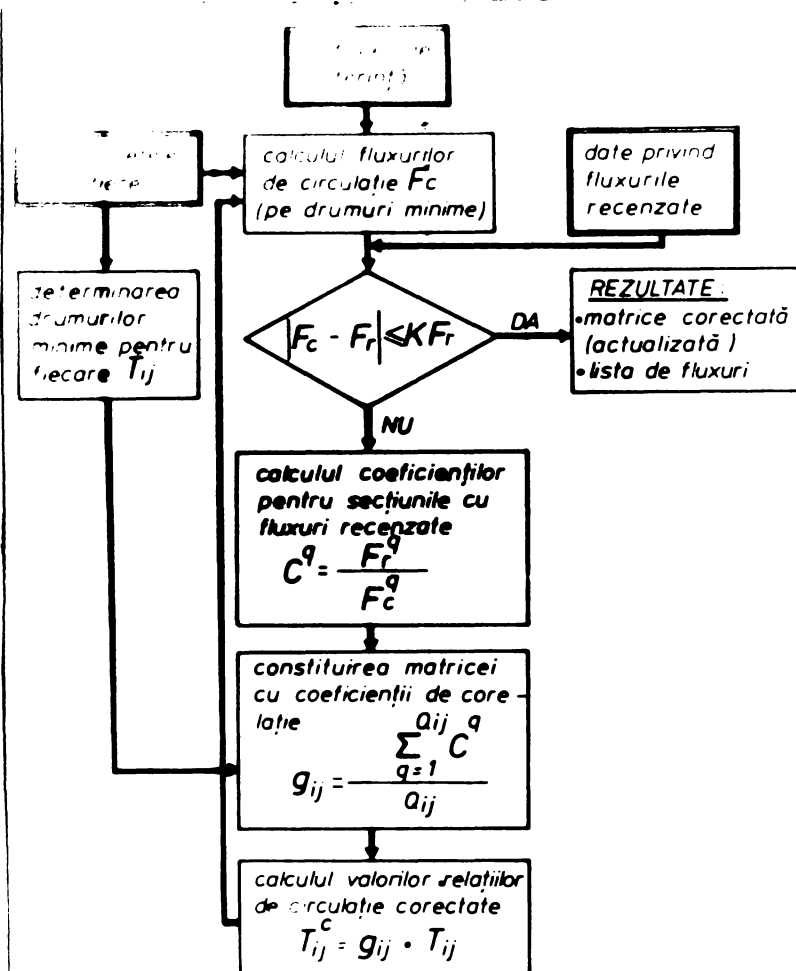 calculul fluxurilor
de circulație Fc
(pe drumuri minime)
date privind
fluxurile
recenzate
determinarea
drumurilor
minime pentru
fiecare Tij
|Fc - Fr| ≤ KFr
DA
REZULTATE:
•matrice corectată
(actualizată)
•lista de fluxuri
NU
calculul coeficienților
pentru secțiunile cu
fluxuri recenzate
C^q = Fr^q / Fc^q
constituirea matricei
cu coeficienții de core-
lație
gij = Σ_{q=1}^{Qij} C^q / Qij
calculul valorilor relațiilor
de circulație corectate
Tij^c = gij • Tij